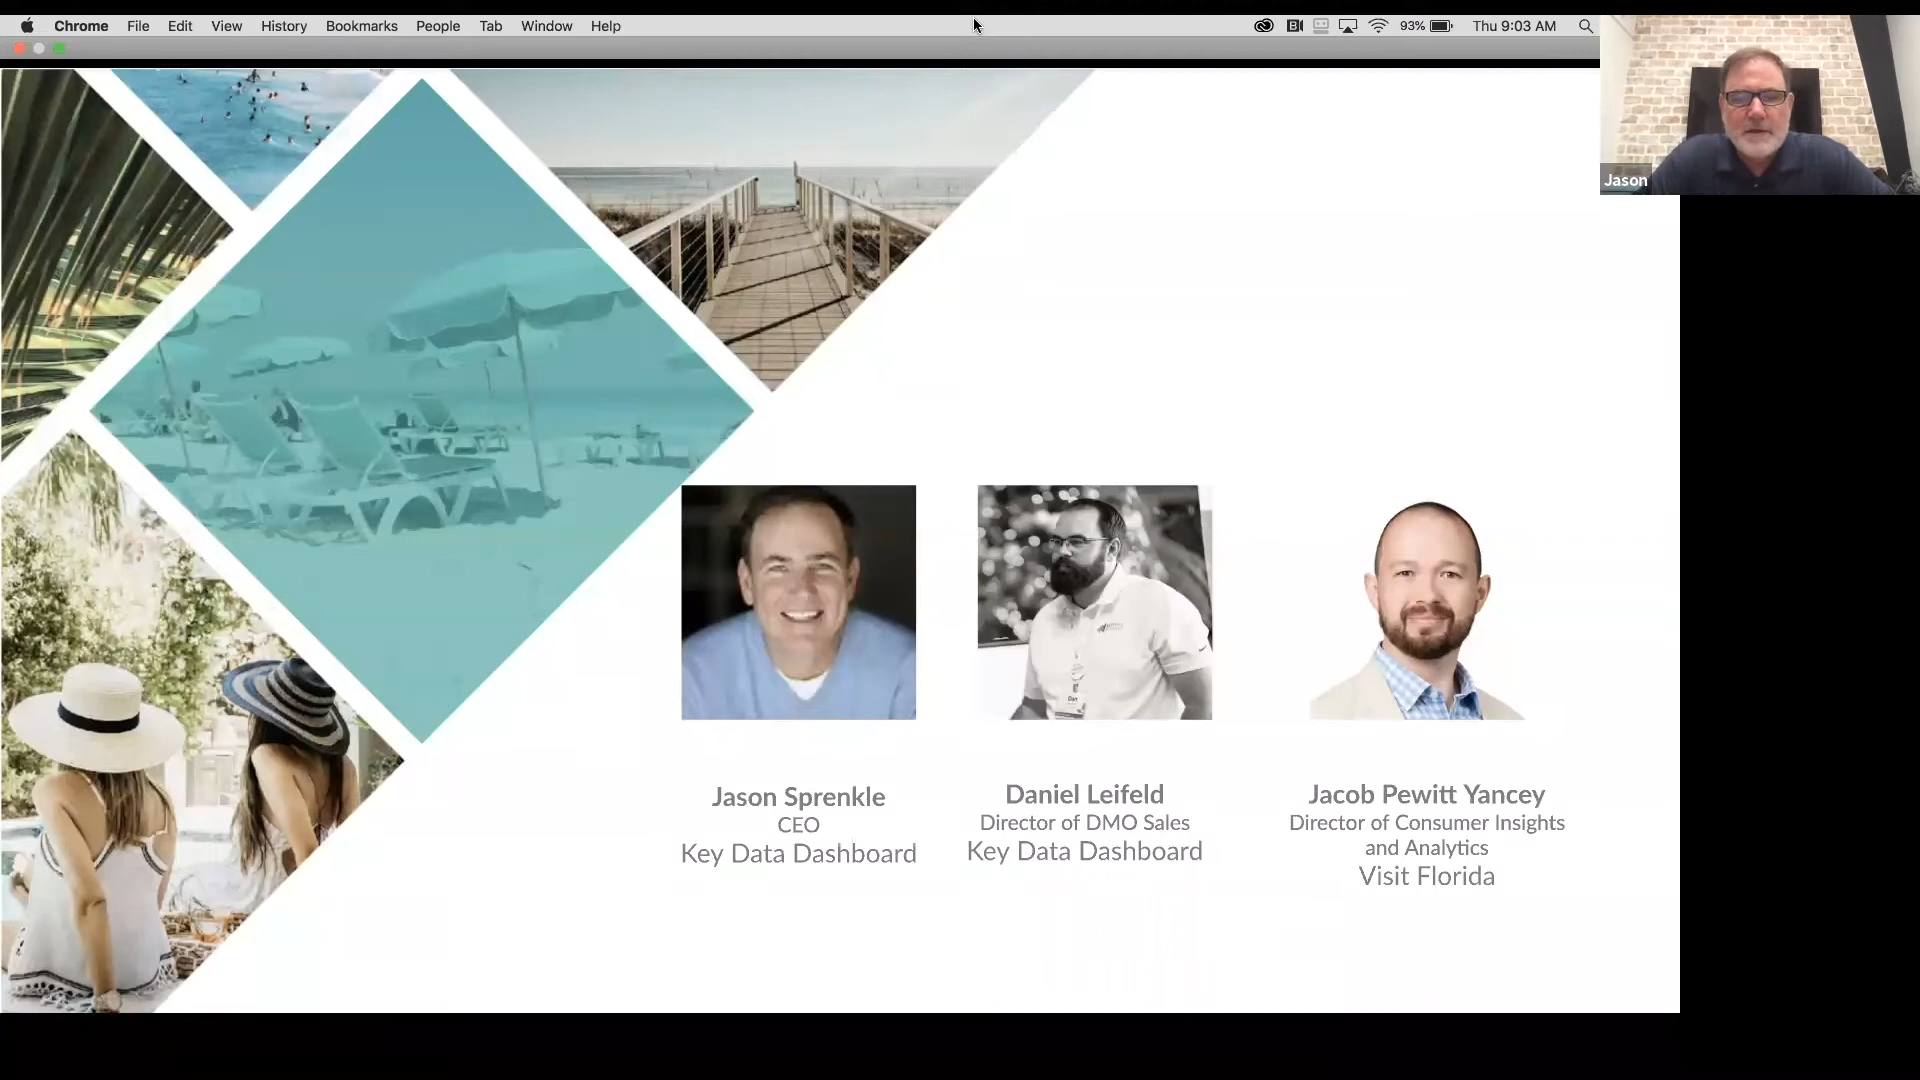 Chrome File Edit View History Bookmarks People Tab Window Help
93% Thu 9:03 AM
Jason
Jason Sprenkle
CEO
Key Data Dashboard
Daniel Leifeld
Director of DMO Sales
Key Data Dashboard
Jacob Pewitt Yancey
Director of Consumer Insights
and Analytics
Visit Florida